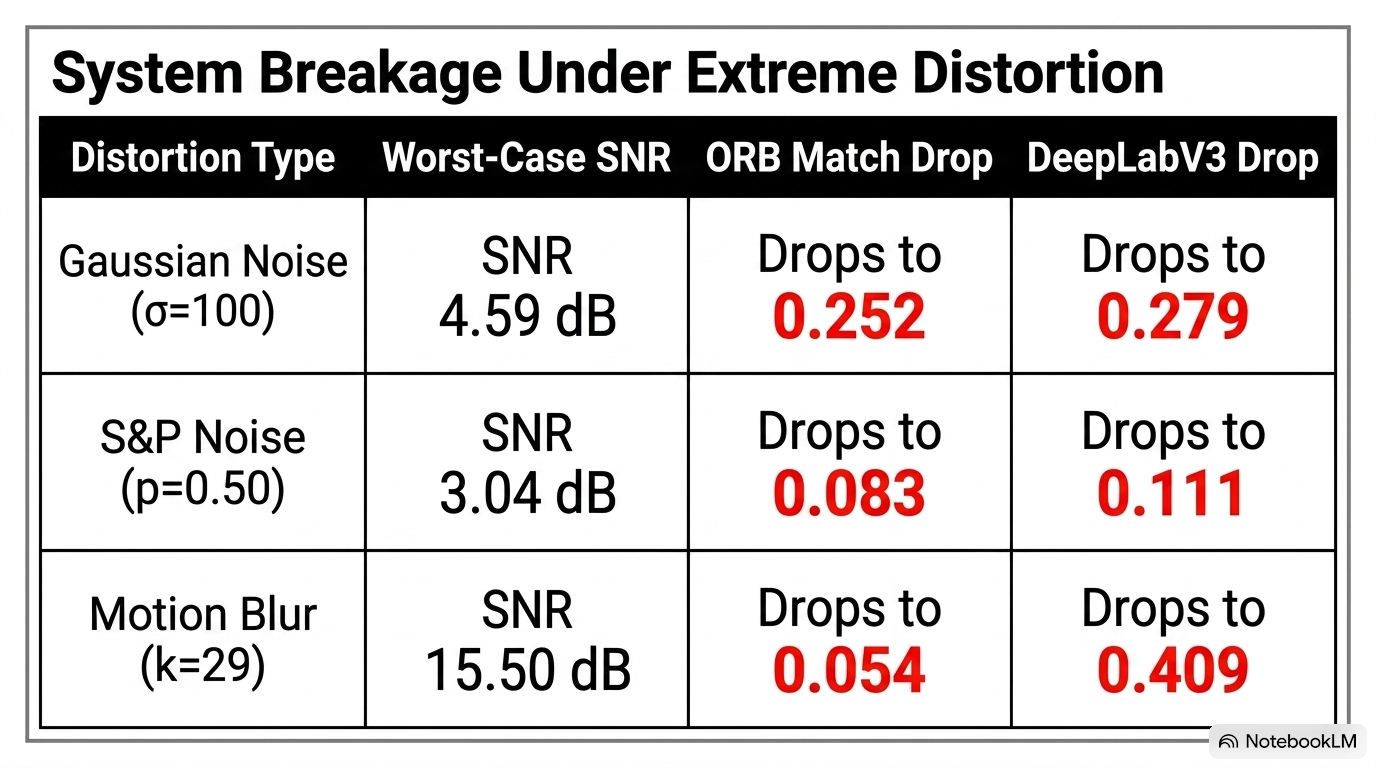 System Breakage Under Extreme Distortion
Distortion Type Worst-Case SNR ORB Match Drop DeepLabV3 Drop
Gaussian Noise
(σ=100)
SNR
4.59 dB
Drops to
0.252
Drops to
0.279
S&P Noise
(p=0.50)
SNR
3.04 dB
Drops to
0.083
Drops to
0.111
Motion Blur
(k=29)
SNR
15.50 dB
Drops to
0.054
Drops to
0.409
NotebookLM